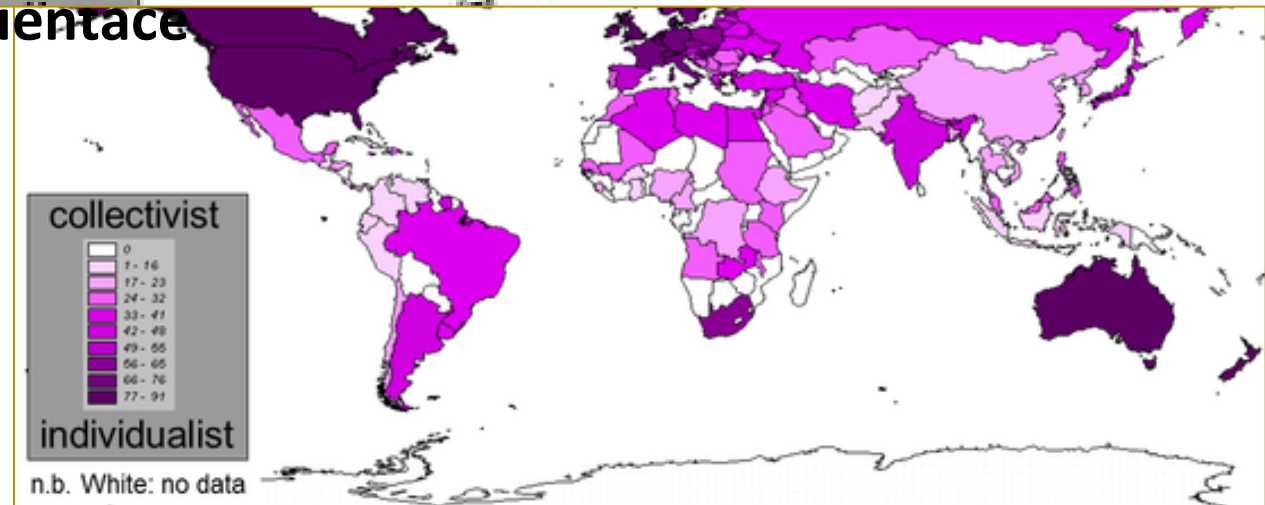 entace
collectivist
0
1 - 16
17 - 23
24 - 32
33 - 41
42 - 48
49 - 55
56 - 65
66 - 76
77 - 91
individualist
n.b. White: no data